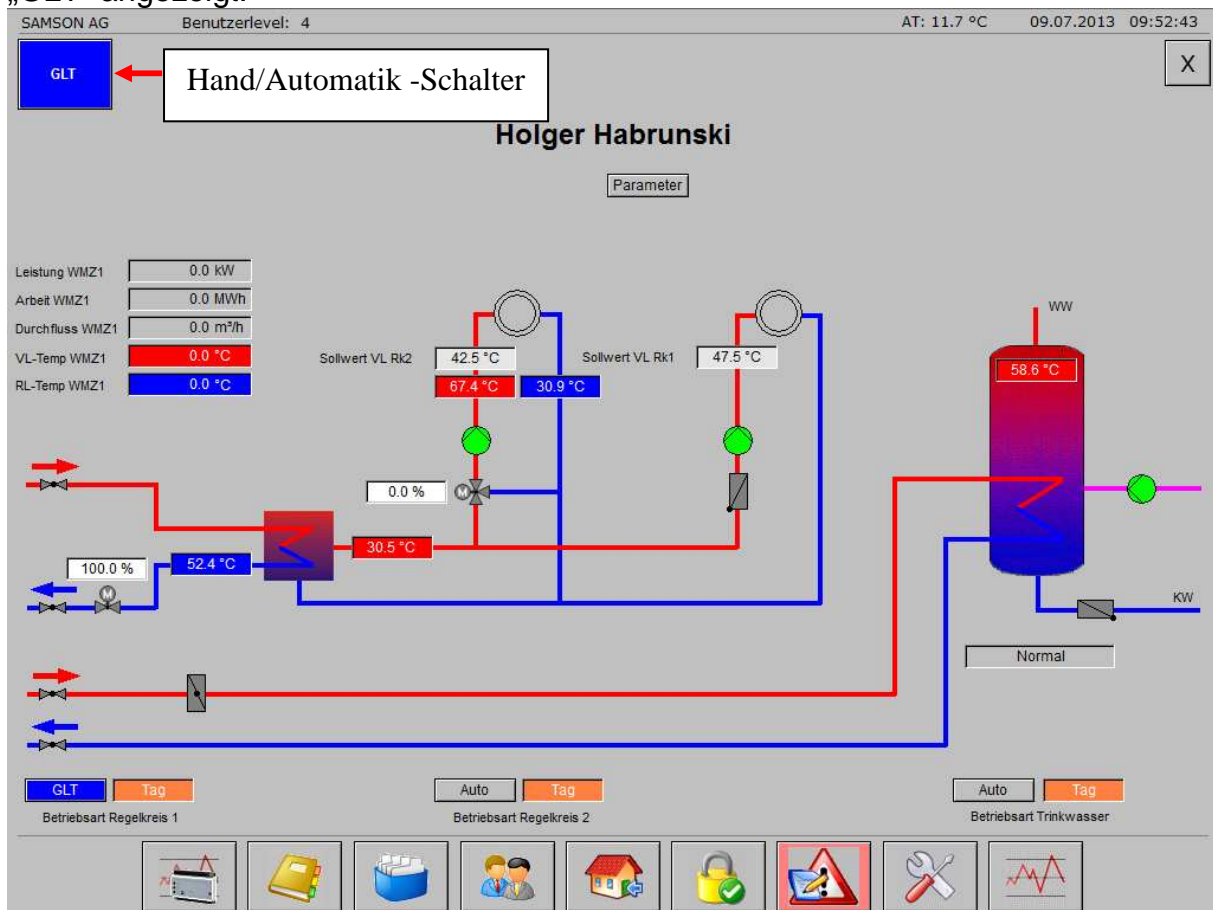 „GLT“ angezeigt.
SAMSON AG Benutzerlevel: 4 AT: 11.7 °C 09.07.2013 09:52:43
GLT
Hand/Automatik -Schalter
X
Holger Habrunski
Parameter
Leistung WMZ1 0.0 kW
Arbeit WMZ1 0.0 MWh
Durchfluss WMZ1 0.0 m³/h
VL-Temp WMZ1 0.0 °C
RL-Temp WMZ1 0.0 °C
Sollwert VL Rk2 42.5 °C
67.4 °C 30.9 °C
Sollwert VL Rk1 47.5 °C
WW
58.6 °C
0.0 %
M
30.5 °C
100.0 %
52.4 °C
M
KW
Normal
GLT Tag
Betriebsart Regelkreis 1
Auto Tag
Betriebsart Regelkreis 2
Auto Tag
Betriebsart Trinkwasser